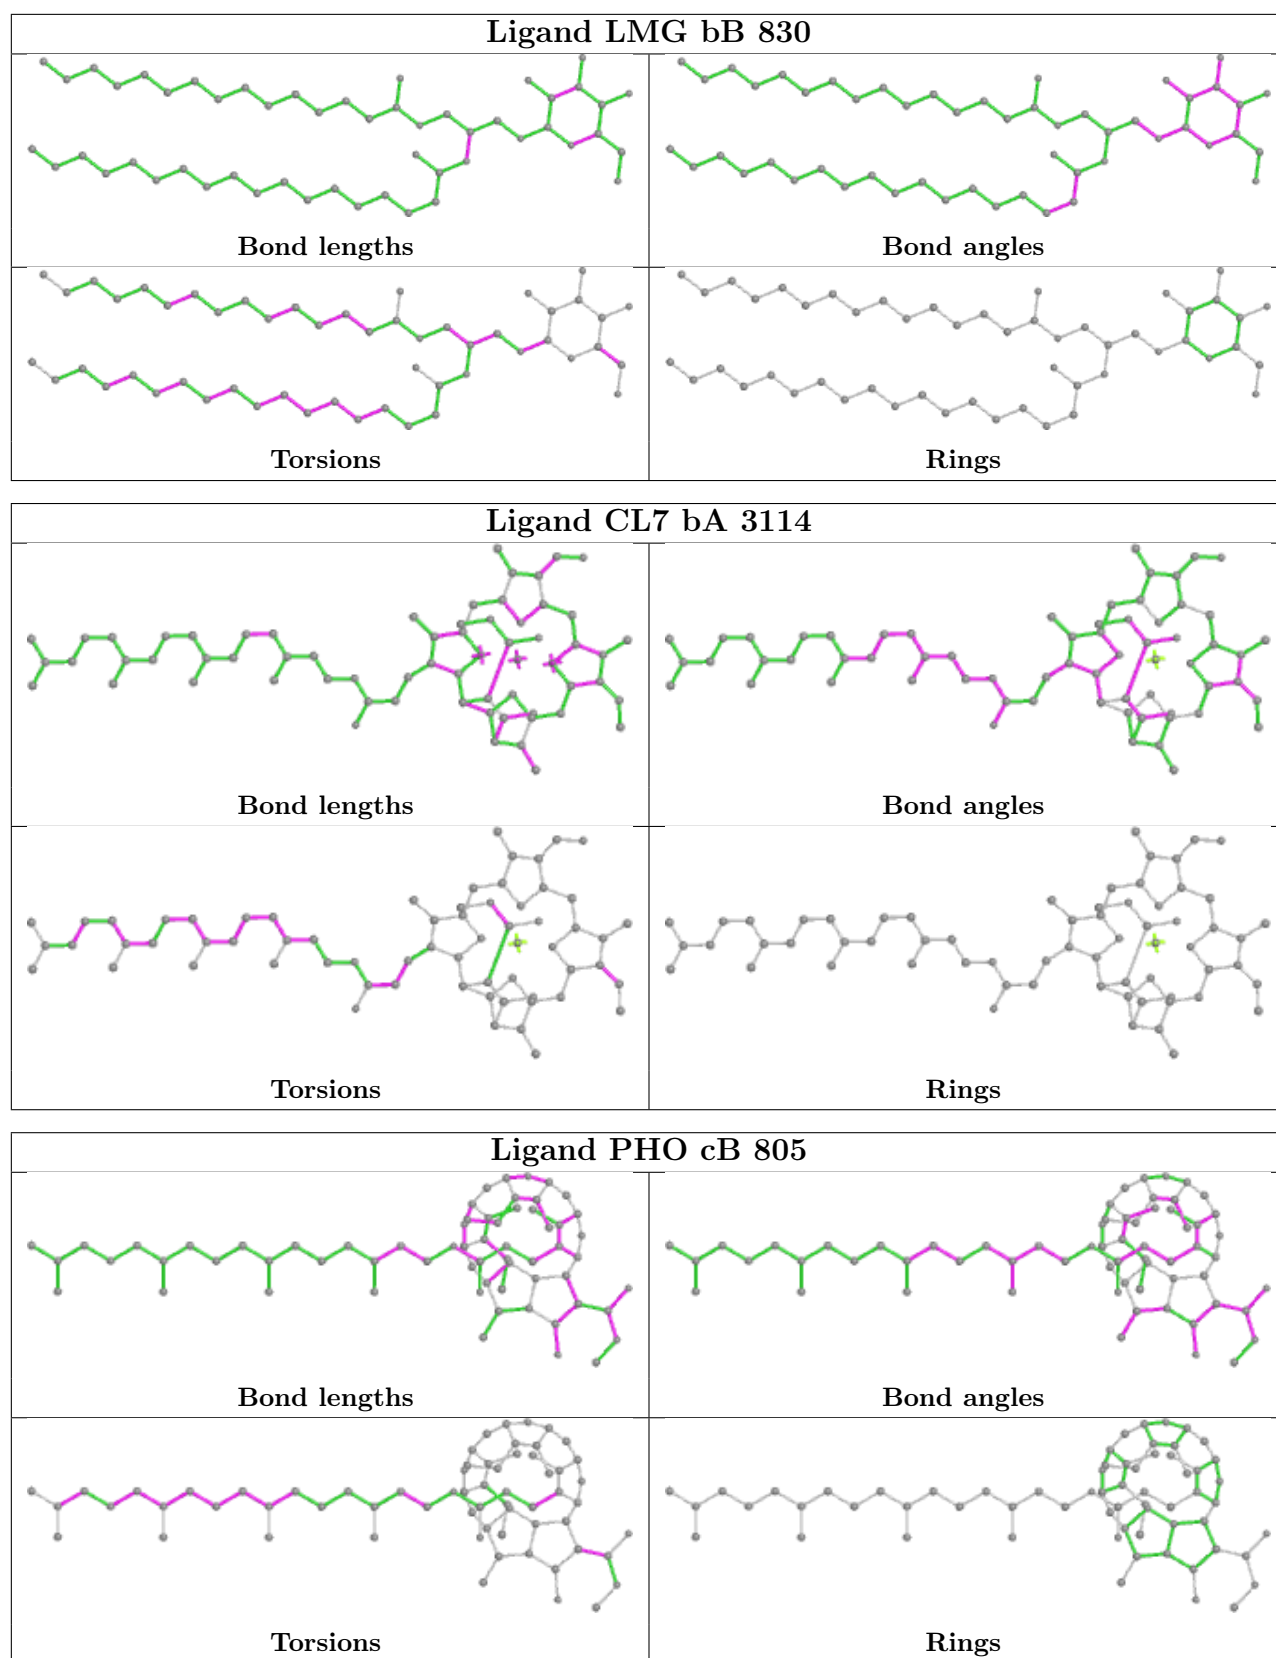 Ligand LMG bB 830
Bond lengths
Bond angles
Torsions
Rings
Ligand CL7 bA 3114
Bond lengths
Bond angles
Torsions
Rings
Ligand PHO cB 805
Bond lengths
Bond angles
Torsions
Rings